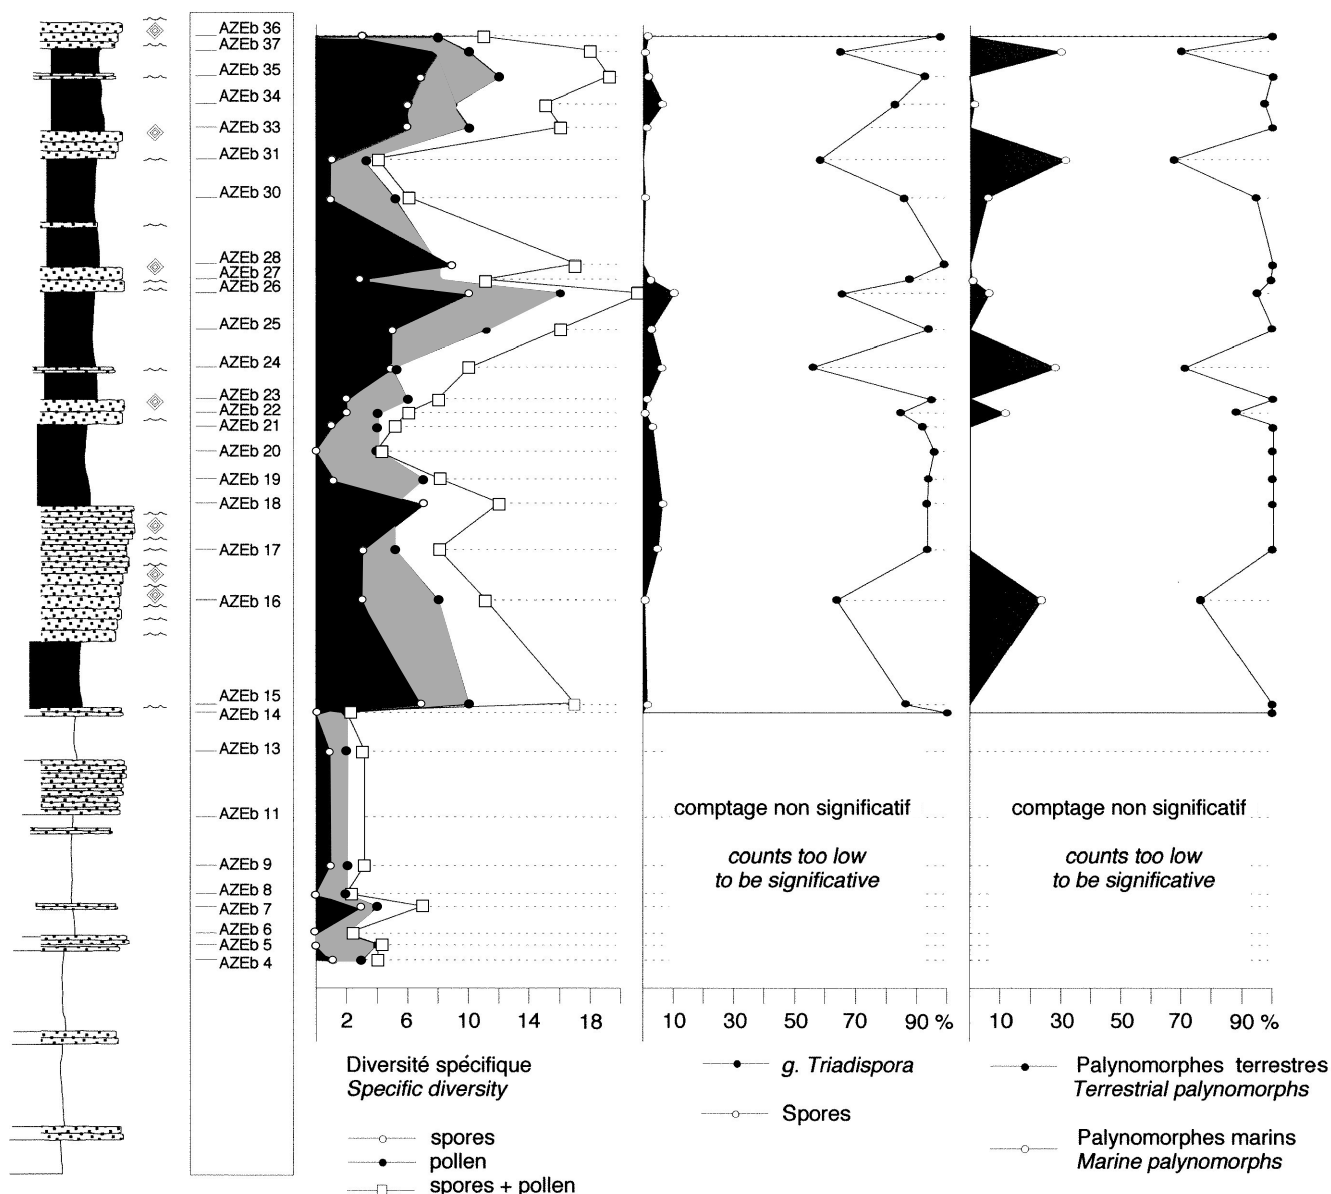 AZEb 36
AZEb 37
AZEb 35
AZEb 34
AZEb 33
AZEb 31
AZEb 30
AZEb 28
AZEb 27
AZEb 26
AZEb 25
AZEb 24
AZEb 23
AZEb 22
AZEb 21
AZEb 20
AZEb 19
AZEb 18
AZEb 17
AZEb 16
AZEb 15
AZEb 14
AZEb 13
AZEb 11
AZEb 9
AZEb 8
AZEb 7
AZEb 6
AZEb 5
AZEb 4
comptage non significatif
counts too low
to be significative
comptage non significatif
counts too low
to be significative
2 6 10 14 18
10 30 50 70 90 %
10 30 50 70 90 %
Diversité spécifique
Specific diversity
spores
pollen
spores + pollen
g. Triadispora
Spores
Palynomorphes terrestres
Terrestrial palynomorphs
Palynomorphes marins
Marine palynomorphs